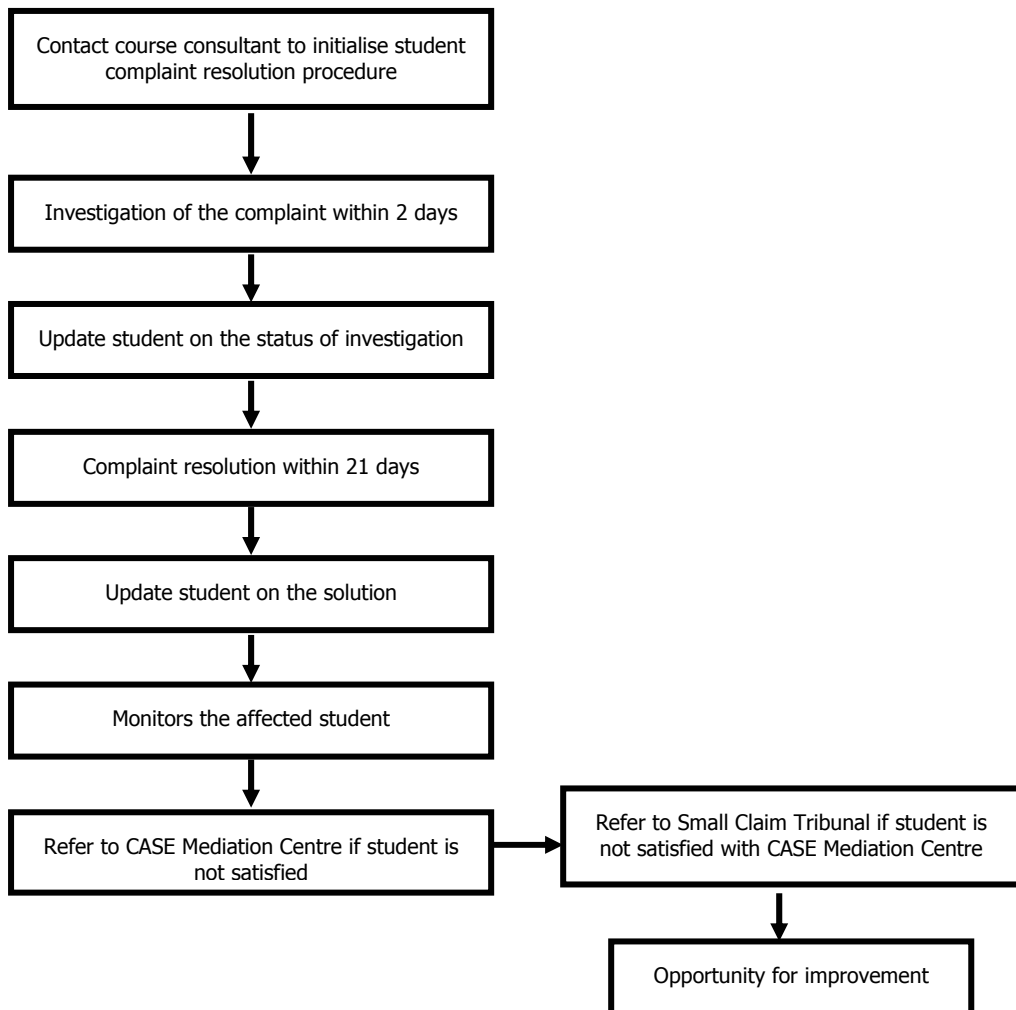 Contact course consultant to initialise student
complaint resolution procedure
Investigation of the complaint within 2 days
Update student on the status of investigation
Complaint resolution within 21 days
Update student on the solution
Monitors the affected student
Refer to CASE Mediation Centre if student is
not satisfied
Refer to Small Claim Tribunal if student is
not satisfied with CASE Mediation Centre
Opportunity for improvement